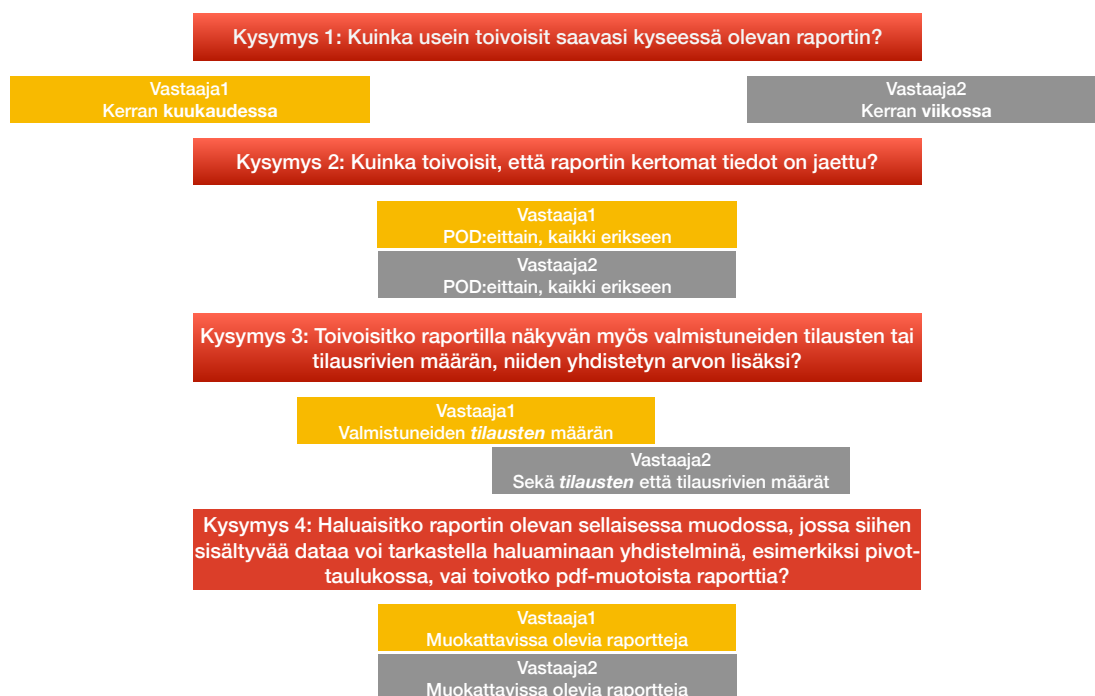 Kysymys 1: Kuinka usein toivoisit saavasi kyseessä olevan raportin?
Vastaaja1
Kerran kuukaudessa
Vastaaja2
Kerran viikossa
Kysymys 2: Kuinka toivoisit, että raportin kertomat tiedot on jaettu?
Vastaaja1
POD:eittain, kaikki erikseen
Vastaaja2
POD:eittain, kaikki erikseen
Kysymys 3: Toivoisitko raportilla näkyvän myös valmistuneiden tilausten tai
tilausrivien määrän, niiden yhdistetyn arvon lisäksi?
Vastaaja1
Valmistuneiden tilausten määrän
Vastaaja2
Sekä tilausten että tilausrivien määrät
Kysymys 4: Haluaisitko raportin olevan sellaisessa muodossa, jossa siihen
sisältyvää dataa voi tarkastella haluaminaan yhdistelminä, esimerkiksi pivot-
taulukossa, vai toivotko pdf-muotoista raporttia?
Vastaaja1
Muokattavissa olevia raportteja
Vastaaja2
Muokattavissa olevia raportteja